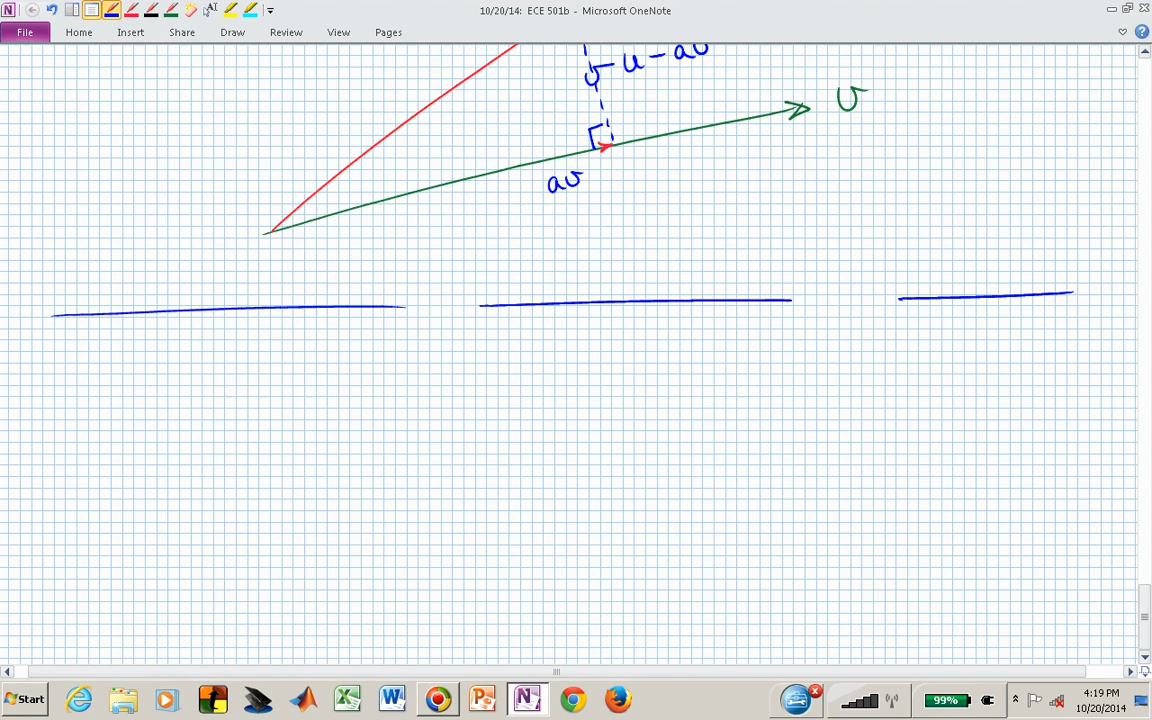 10/20/14: ECE 501b - Microsoft OneNote
File Home Insert Share Draw Review View Pages
u - av
v
av
Start
99%
4:19 PM
10/20/2014